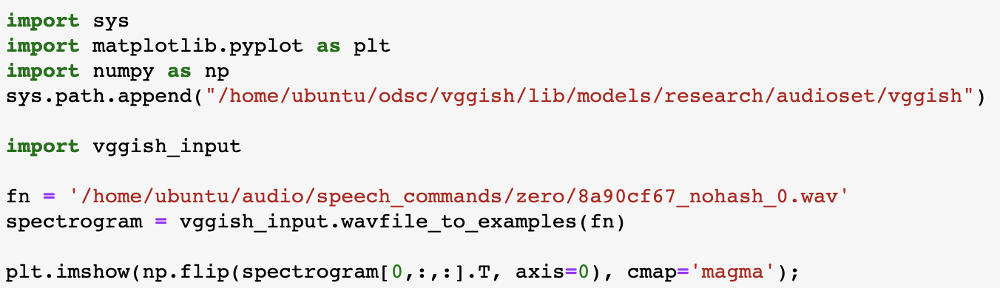 import sys
import matplotlib.pyplot as plt
import numpy as np
sys.path.append("/home/ubuntu/odsc/vggish/lib/models/research/audioset/vggish")
import vggish_input
fn = '/home/ubuntu/audio/speech_commands/zero/8a90cf67_nohash_0.wav'
spectrogram = vggish_input.wavfile_to_examples(fn)
plt.imshow(np.flip(spectrogram[0,:,:].T, axis=0), cmap='magma');